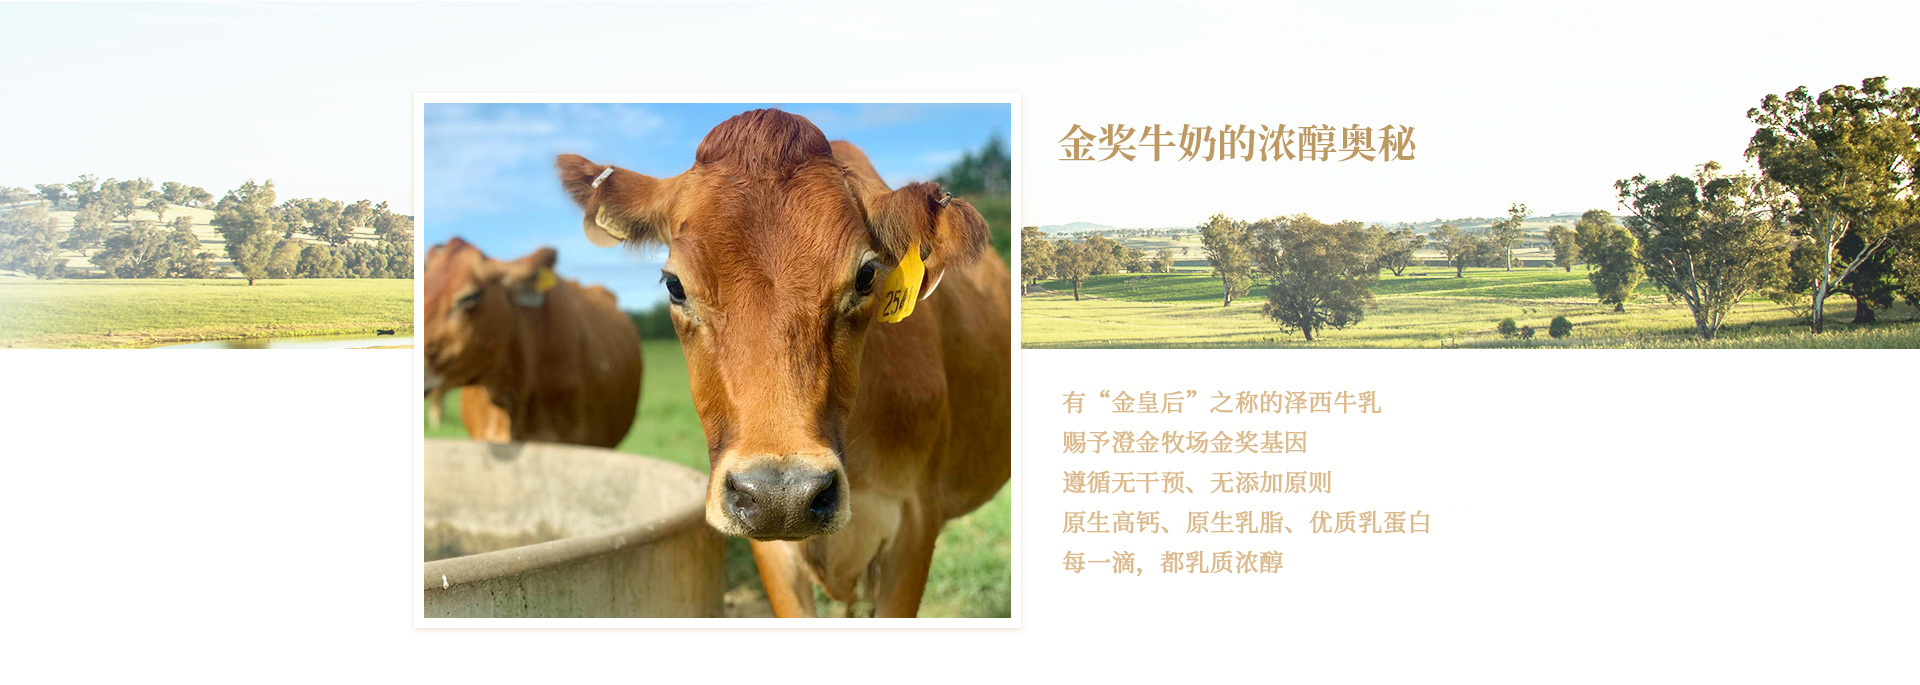 金奖牛奶的浓醇奥秘
254
有“金皇后”之称的泽西牛乳
赐予澄金牧场金奖基因
遵循无干预、无添加原则
原生高钙、原生乳脂、优质乳蛋白
每一滴，都乳质浓醇